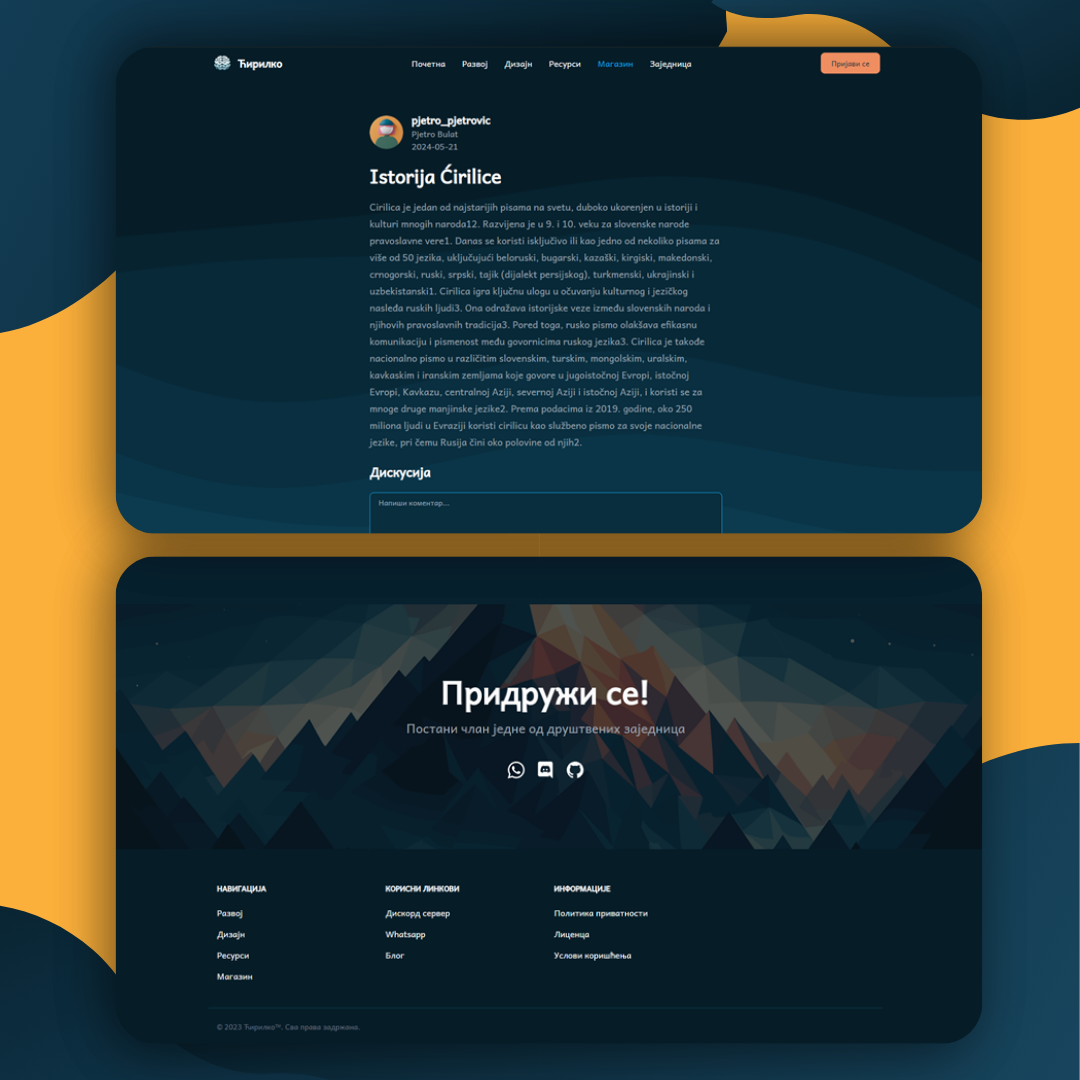 Ћирилко
Почетна Развој Дизајн Ресурси Магазин Заједница
Пријави се
pjetro_pjetrovic
Pjetro Bulat
2024-05-21
Istorija Ćirilice
Cirilica je jedan od najstarijih pisama na svetu, duboko ukorenjen u istoriji i
kulturi mnogih naroda12. Razvijena je u 9. i 10. veku za slovenske narode
pravoslavne vere1. Danas se koristi isključivo ili kao jedno od nekoliko pisama za
više od 50 jezika, uključujući beloruski, bugarski, kazaški, kirgiski, makedonski,
crnogorski, ruski, srpski, tajik (dijalekt persijskog), turkmenski, ukrajinski i
uzbekistanski1. Cirilica igra ključnu ulogu u očuvanju kulturnog i jezičkog
nasleđa ruskih ljudi3. Ona odražava istorijske veze između slovenskih naroda i
njihovih pravoslavnih tradicija3. Pored toga, rusko pismo olakšava efikasnu
komunikaciju i pismenost među govornicima ruskog jezika3. Cirilica je takođe
nacionalno pismo u različitim slovenskim, turskim, mongolskim, uralskim,
kavkaskim i iranskim zemljama koje govore u jugoistočnoj Evropi, istočnoj
Evropi, Kavkazu, centralnoj Aziji, severnoj Aziji i istočnoj Aziji, i koristi se za
mnoge druge manjinske jezike2. Prema podacima iz 2019. godine, oko 250
miliona ljudi u Evraziji koristi cirilicu kao službeno pismo za svoje nacionalne
jezike, pri čemu Rusija čini oko polovine od njih2.
Дискусија
Напиши коментар...
Придружи се!
Постани члан једне од друштвених заједница
НАВИГАЦИЈА
Развој
Дизајн
Ресурси
Магазин
КОРИСНИ ЛИНКОВИ
Дискорд сервер
Whatsapp
Блог
ИНФОРМАЦИЈЕ
Политика приватности
Лиценца
Услови коришћења
© 2023 Ћирилко™. Сва права задржана.